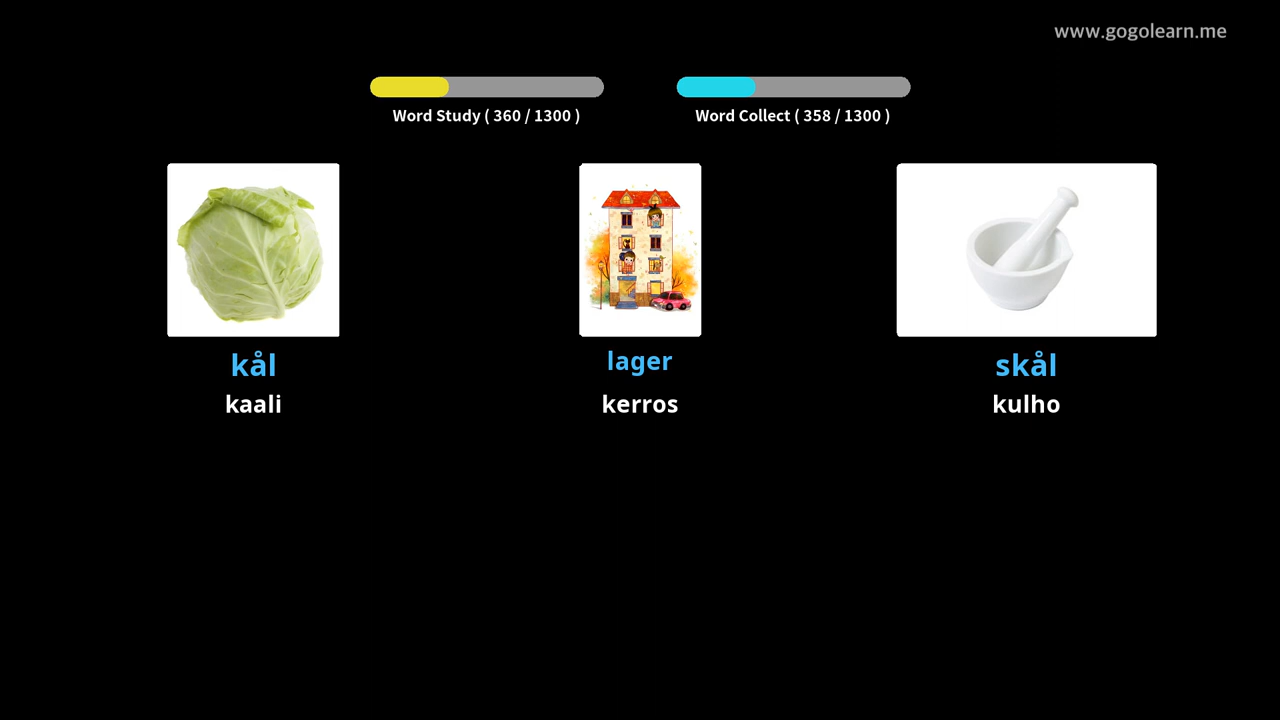 www.gogolearn.me
Word Study ( 360 / 1300 )
Word Collect ( 358 / 1300 )
kål
lager
skål
kaali
kerros
kulho